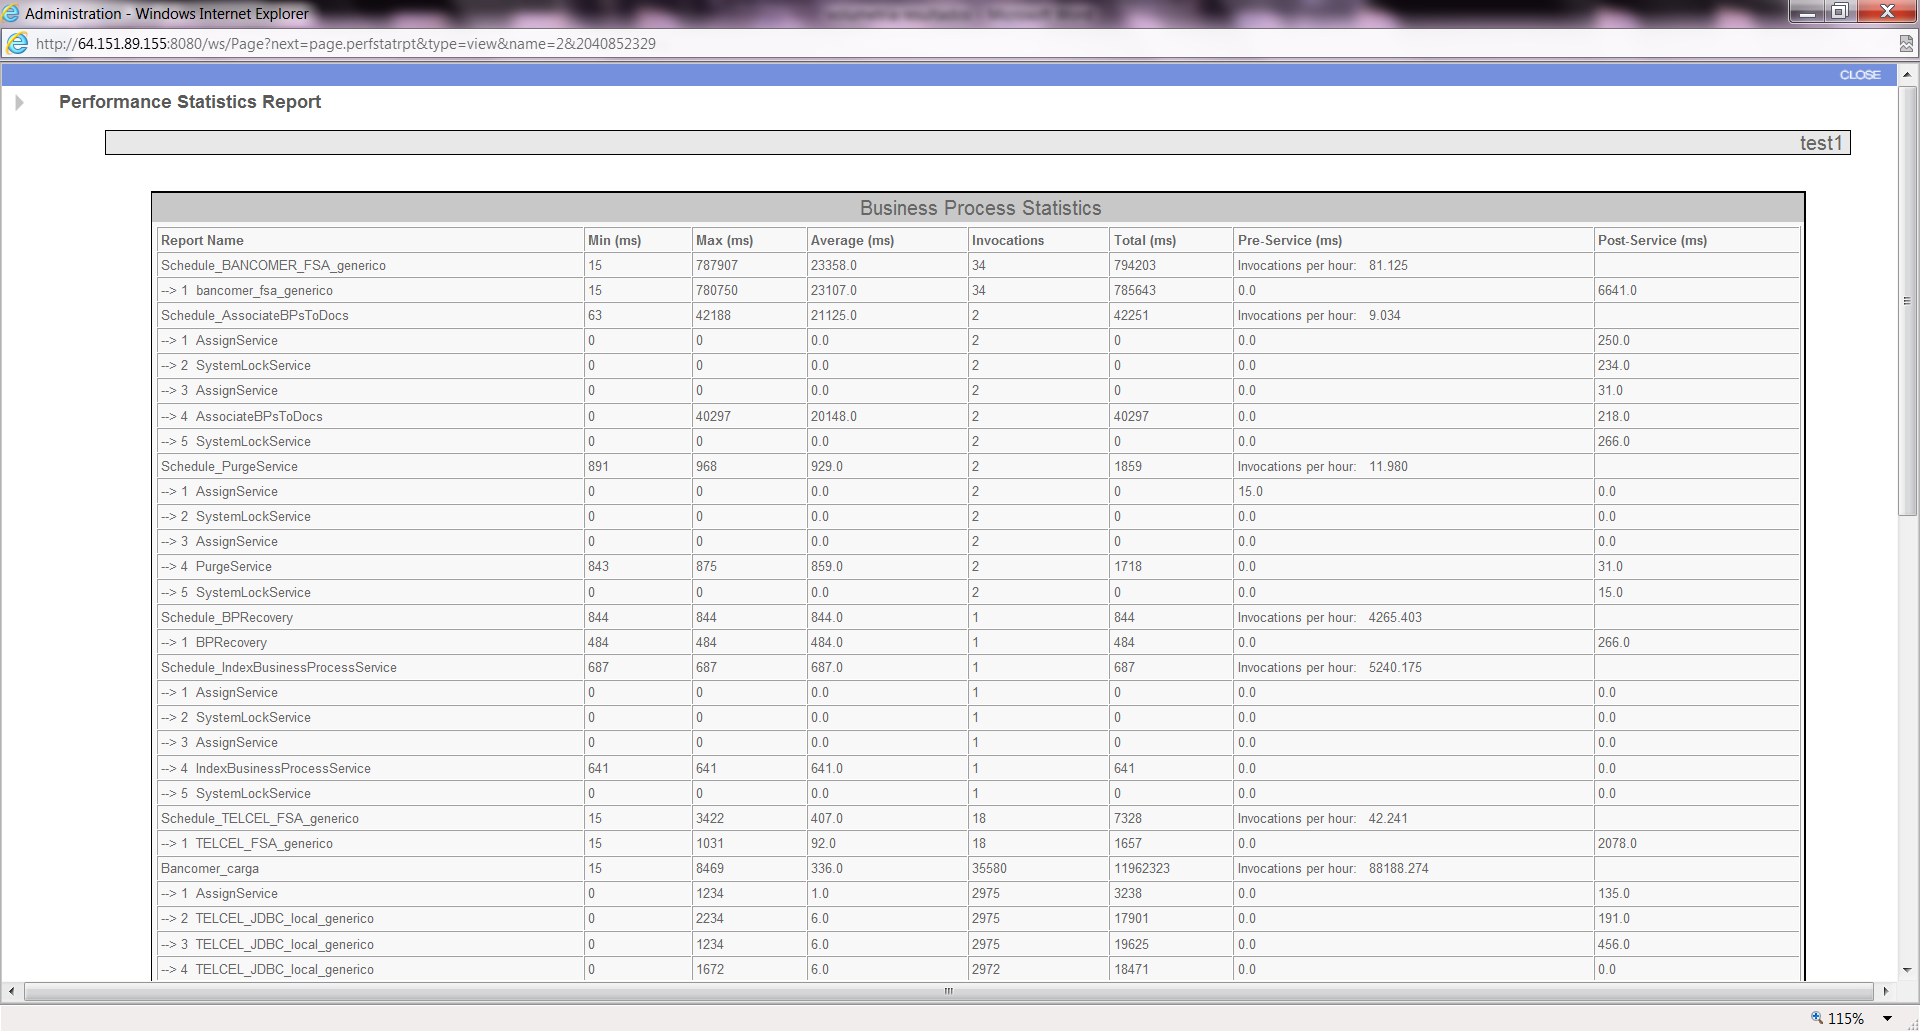 Administration - Windows Internet Explorer
http://64.151.89.155:8080/ws/Page?next=page.perfstatrpt&type=view&name=2&2040852329
CLOSE
Performance Statistics Report
test1
Business Process Statistics
Report Name Min (ms) Max (ms) Average (ms) Invocations Total (ms) Pre-Service (ms) Post-Service (ms)
Schedule_BANCOMER_FSA_generico 15 787907 23358.0 34 794203 Invocations per hour: 81.125
--> 1 bancomer_fsa_generico 15 780750 23107.0 34 785643 0.0 6641.0
Schedule_AssociateBPsToDocs 63 42188 21125.0 2 42251 Invocations per hour: 9.034
--> 1 AssignService 0 0 0.0 2 0 0.0 250.0
--> 2 SystemLockService 0 0 0.0 2 0 0.0 234.0
--> 3 AssignService 0 0 0.0 2 0 0.0 31.0
--> 4 AssociateBPsToDocs 0 40297 20148.0 2 40297 0.0 218.0
--> 5 SystemLockService 0 0 0.0 2 0 0.0 266.0
Schedule_PurgeService 891 968 929.0 2 1859 Invocations per hour: 11.980
--> 1 AssignService 0 0 0.0 2 0 15.0 0.0
--> 2 SystemLockService 0 0 0.0 2 0 0.0 0.0
--> 3 AssignService 0 0 0.0 2 0 0.0 0.0
--> 4 PurgeService 843 875 859.0 2 1718 0.0 31.0
--> 5 SystemLockService 0 0 0.0 2 0 0.0 15.0
Schedule_BPRecovery 844 844 844.0 1 844 Invocations per hour: 4265.403
--> 1 BPRecovery 484 484 484.0 1 484 0.0 266.0
Schedule_IndexBusinessProcessService 687 687 687.0 1 687 Invocations per hour: 5240.175
--> 1 AssignService 0 0 0.0 1 0 0.0 0.0
--> 2 SystemLockService 0 0 0.0 1 0 0.0 0.0
--> 3 AssignService 0 0 0.0 1 0 0.0 0.0
--> 4 IndexBusinessProcessService 641 641 641.0 1 641 0.0 0.0
--> 5 SystemLockService 0 0 0.0 1 0 0.0 0.0
Schedule_TELCEL_FSA_generico 15 3422 407.0 18 7328 Invocations per hour: 42.241
--> 1 TELCEL_FSA_generico 15 1031 92.0 18 1657 0.0 2078.0
Bancomer_carga 15 8469 336.0 35580 11962323 Invocations per hour: 88188.274
--> 1 AssignService 0 1234 1.0 2975 3238 0.0 135.0
--> 2 TELCEL_JDBC_local_generico 0 2234 6.0 2975 17901 0.0 191.0
--> 3 TELCEL_JDBC_local_generico 0 1234 6.0 2975 19625 0.0 456.0
--> 4 TELCEL_JDBC_local_generico 0 1672 6.0 2972 18471 0.0 0.0
115%